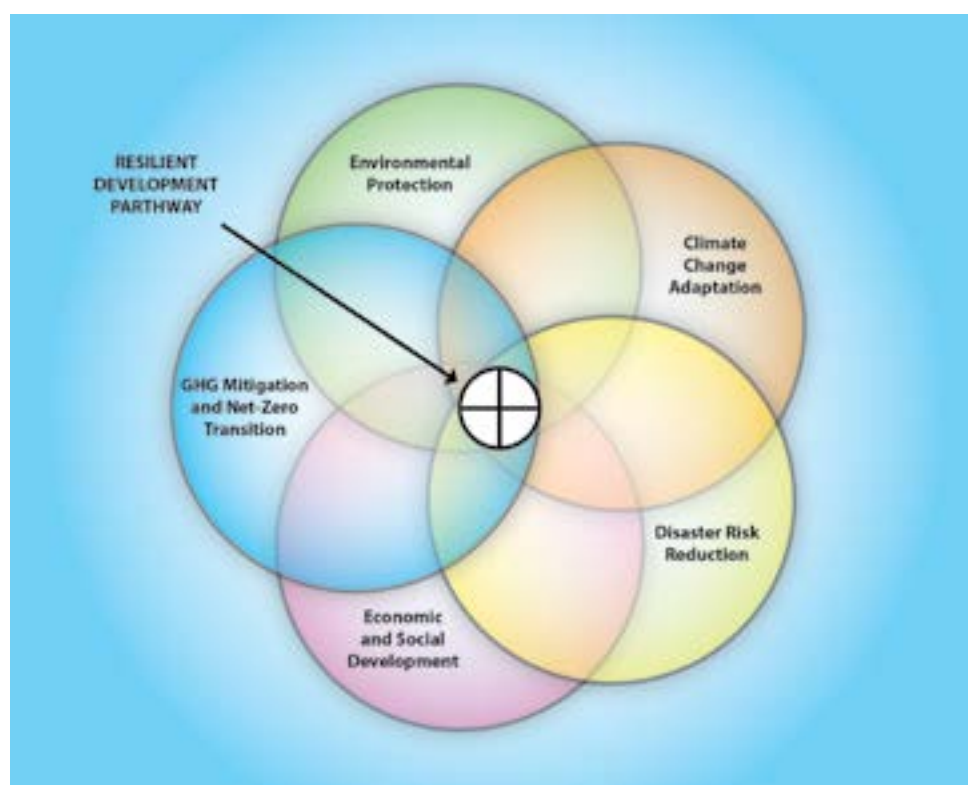 RESILIENT
DEVELOPMENT
PARTHWAY
Environmental
Protection
Climate
Change
Adaptation
GHG Mitigation
and Net-Zero
Transition
Disaster Risk
Reduction
Economic
and Social
Development